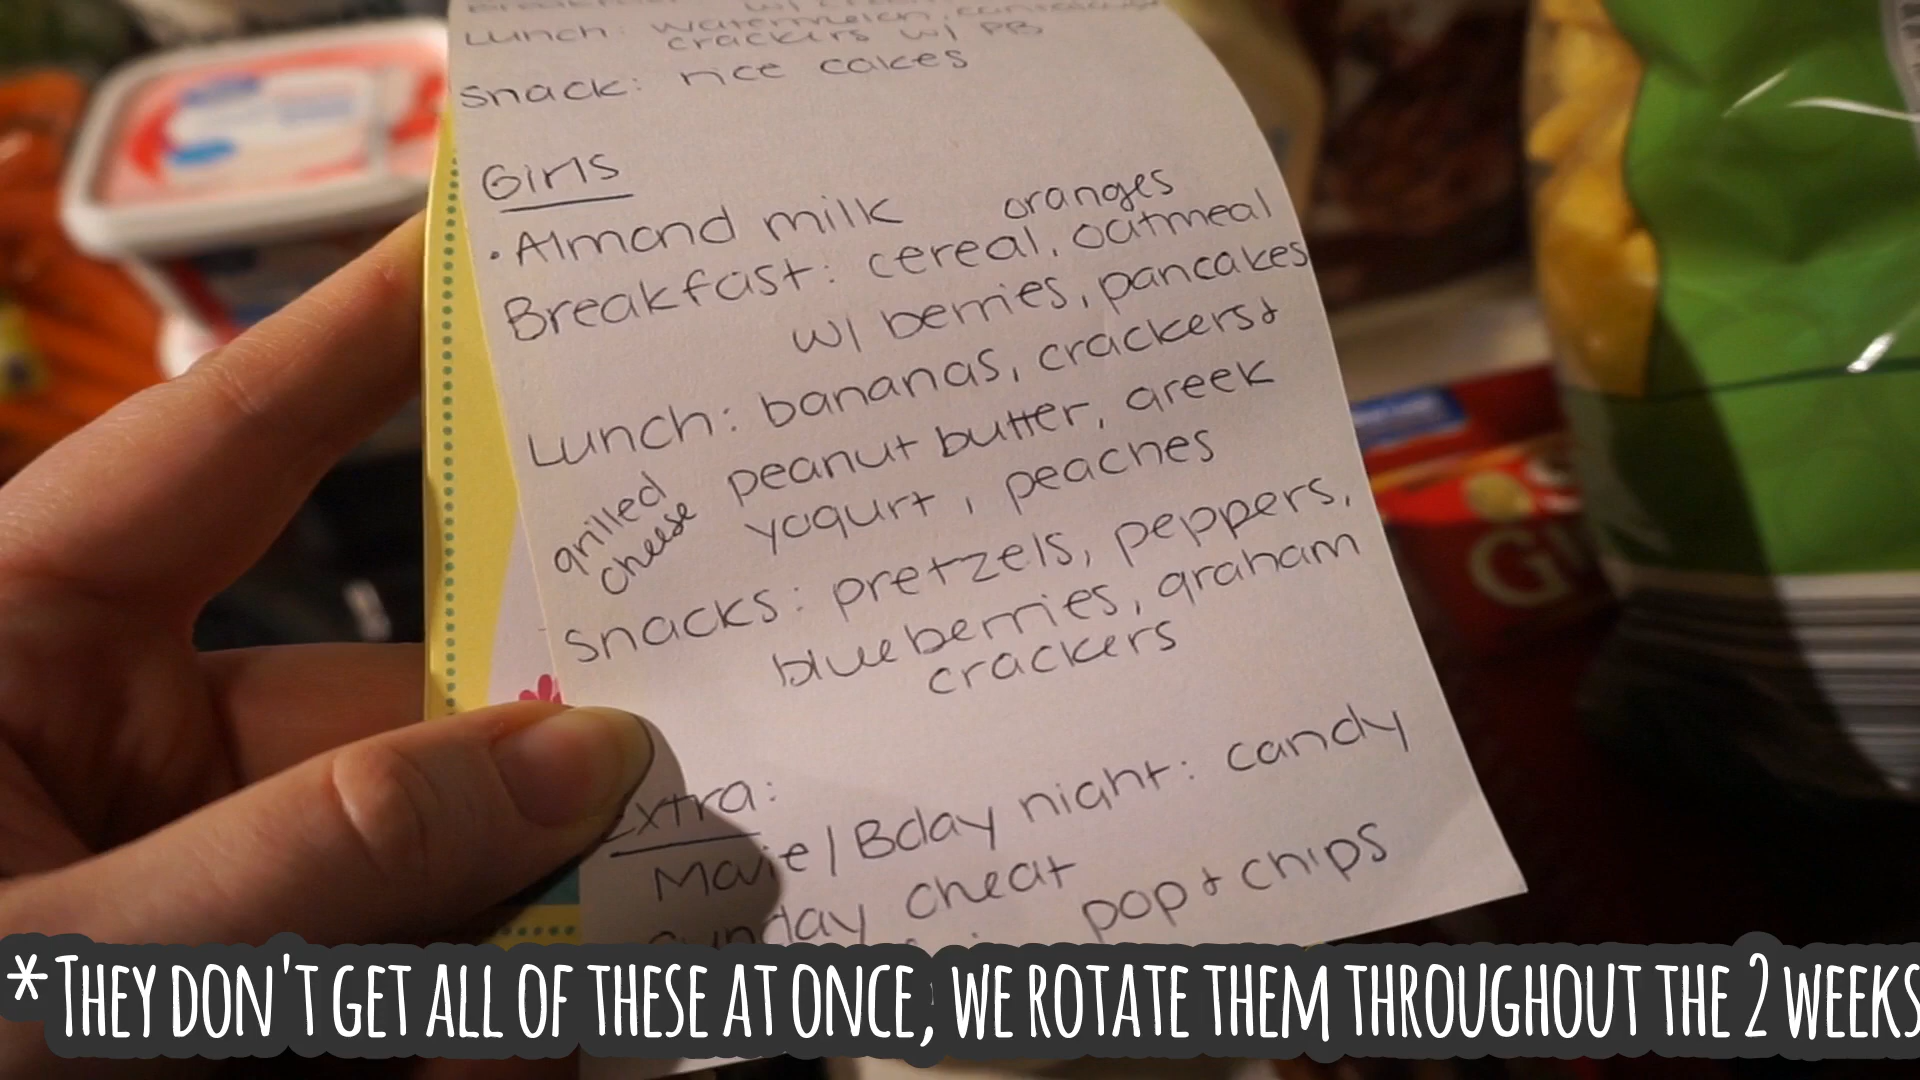 Lunch: watermelon,
crackers w/ PB
Snack: rice cakes
Girls
• Almond milk oranges
Breakfast: cereal, oatmeal
w/ berries, pancakes
Lunch: bananas, crackers &
peanut butter, Greek
yogurt, peaches
grilled
cheese
Snacks: pretzels, peppers,
blueberries, graham
crackers
Extra:
Movie/Bday night: candy
Sunday cheat
pop & chips
*They don't get all of these at once, we rotate them throughout the 2 weeks